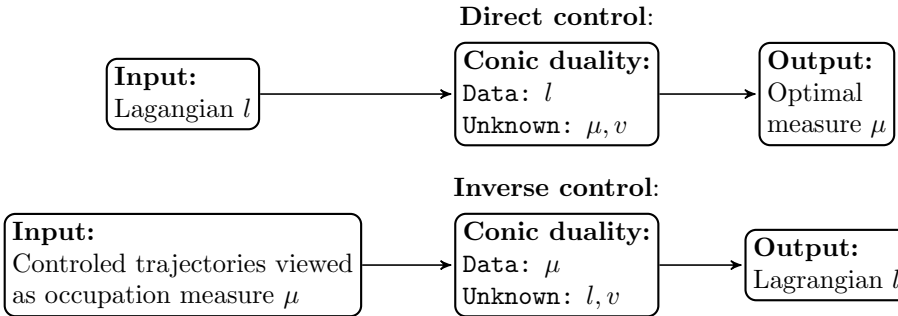 Direct control:
Input:
Lagangian l
Conic duality:
Data: l
Unknown: μ, v
Output:
Optimal
measure μ
Inverse control:
Input:
Controled trajectories viewed
as occupation measure μ
Conic duality:
Data: μ
Unknown: l, v
Output:
Lagrangian l